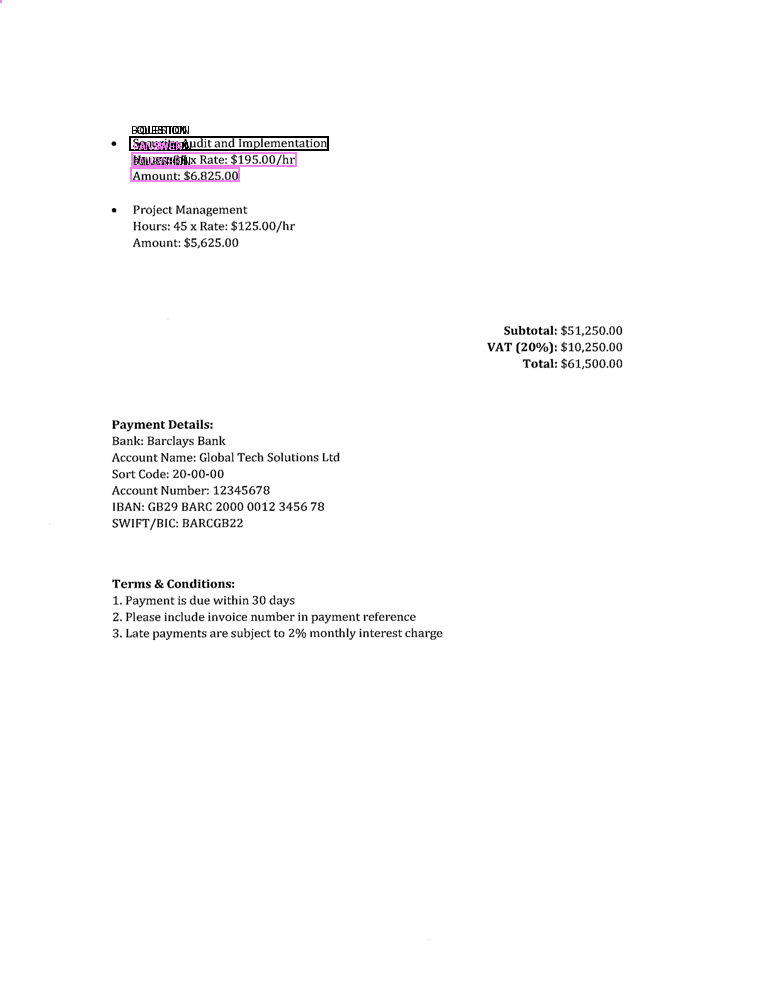 • Security Audit and Implementation
x Rate: $195.00/hr
Amount: $6,825.00
• Project Management
Hours: 45 x Rate: $125.00/hr
Amount: $5,625.00
Subtotal: $51,250.00
VAT (20%): $10,250.00
Total: $61,500.00
Payment Details:
Bank: Barclays Bank
Account Name: Global Tech Solutions Ltd
Sort Code: 20-00-00
Account Number: 12345678
IBAN: GB29 BARC 2000 0012 3456 78
SWIFT/BIC: BARCGB22
Terms & Conditions:
1. Payment is due within 30 days
2. Please include invoice number in payment reference
3. Late payments are subject to 2% monthly interest charge